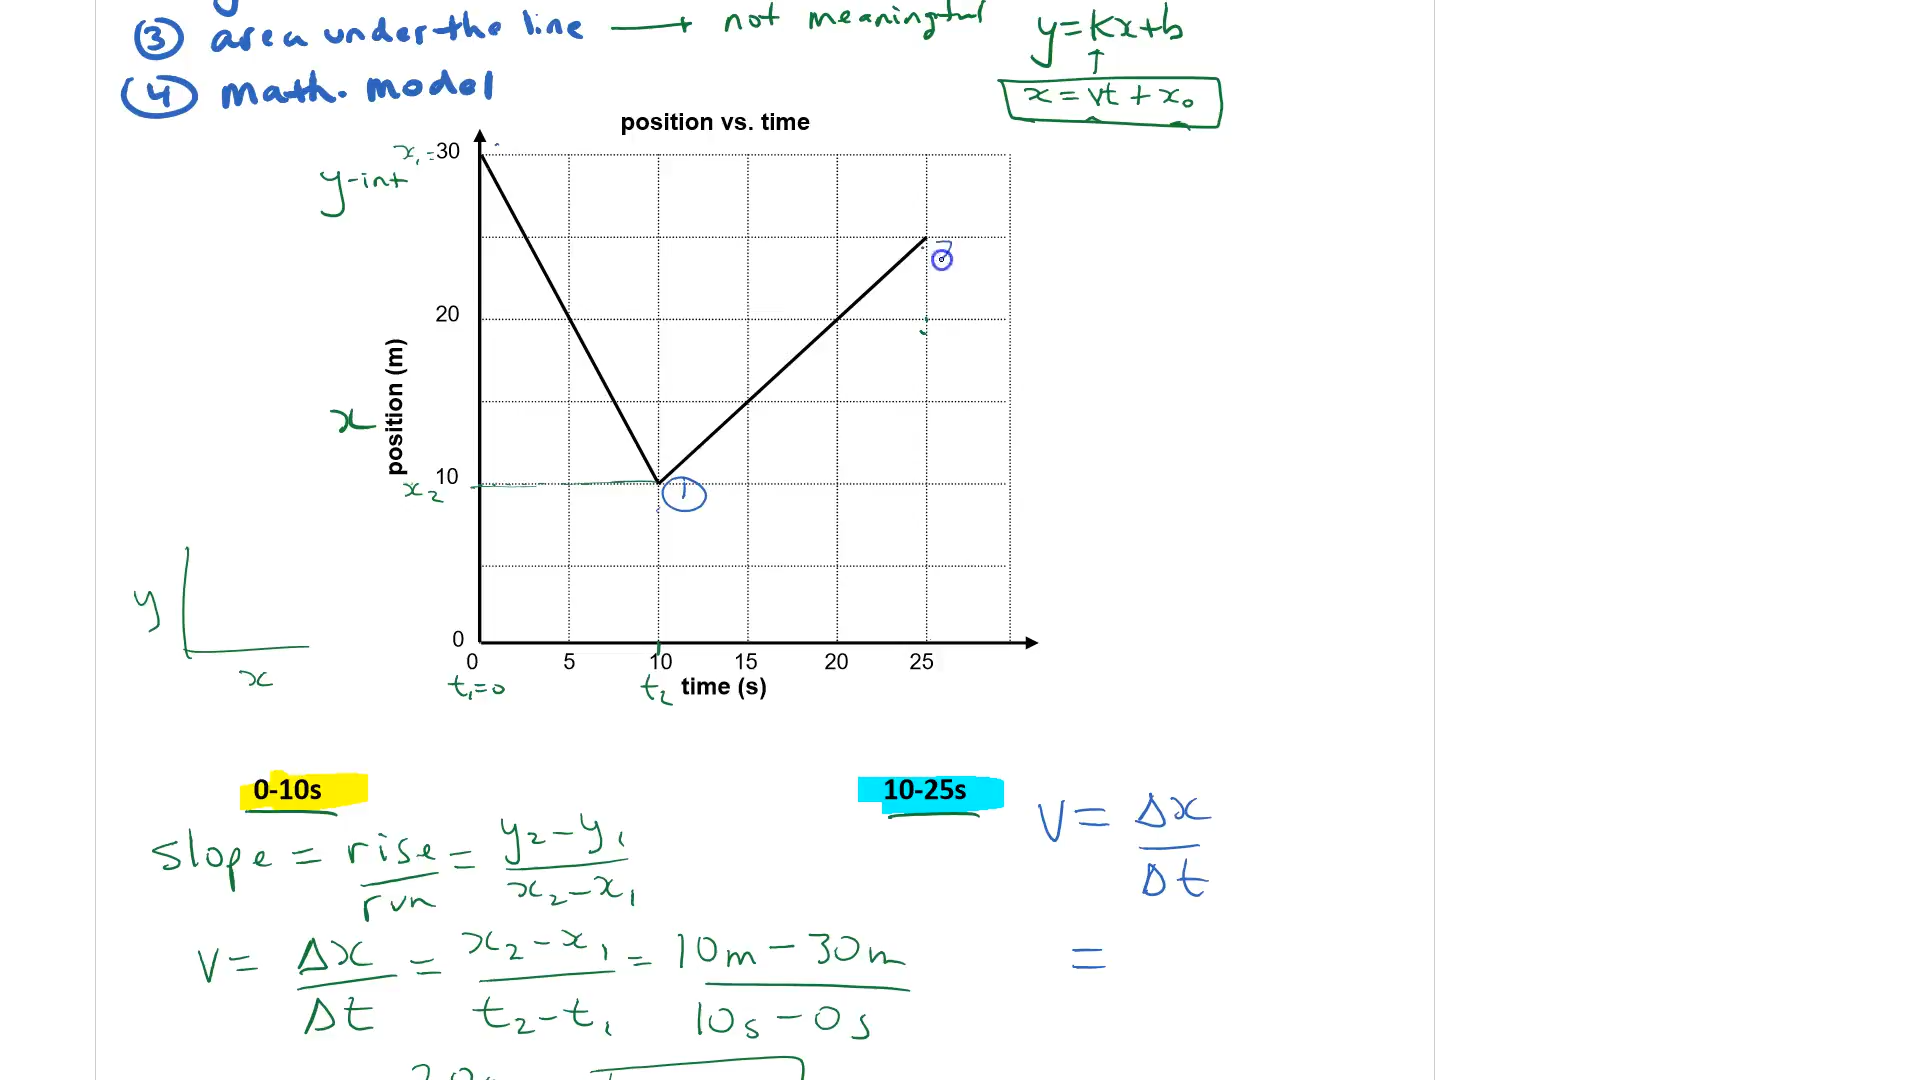 ③ area under the line → not meaningful
y=kx+b
↑
④ math. model
x = vt + x₀
position vs. time
x₁=30
y-int
20
x
position (m)
10
x₂
①
0
0 5 10 15 20 25
t₁=0 t₂ time (s)
y
x
0-10s
10-25s
V = Δx/Δt
slope = rise/run = y₂-y₁/x₂-x₁
V = Δx/Δt = x₂-x₁/t₂-t₁ = 10m-30m/10s-0s
=